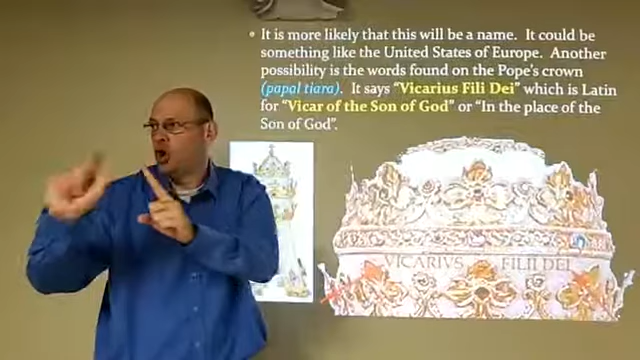 • It is more likely that this will be a name.  It could be
something like the United States of Europe.  Another
possibility is the words found on the Pope's crown
(papal tiara).  It says “Vicarius Fili Dei” which is Latin
for “Vicar of the Son of God” or “In the place of the
Son of God”.
VICARIUS FILII DEI